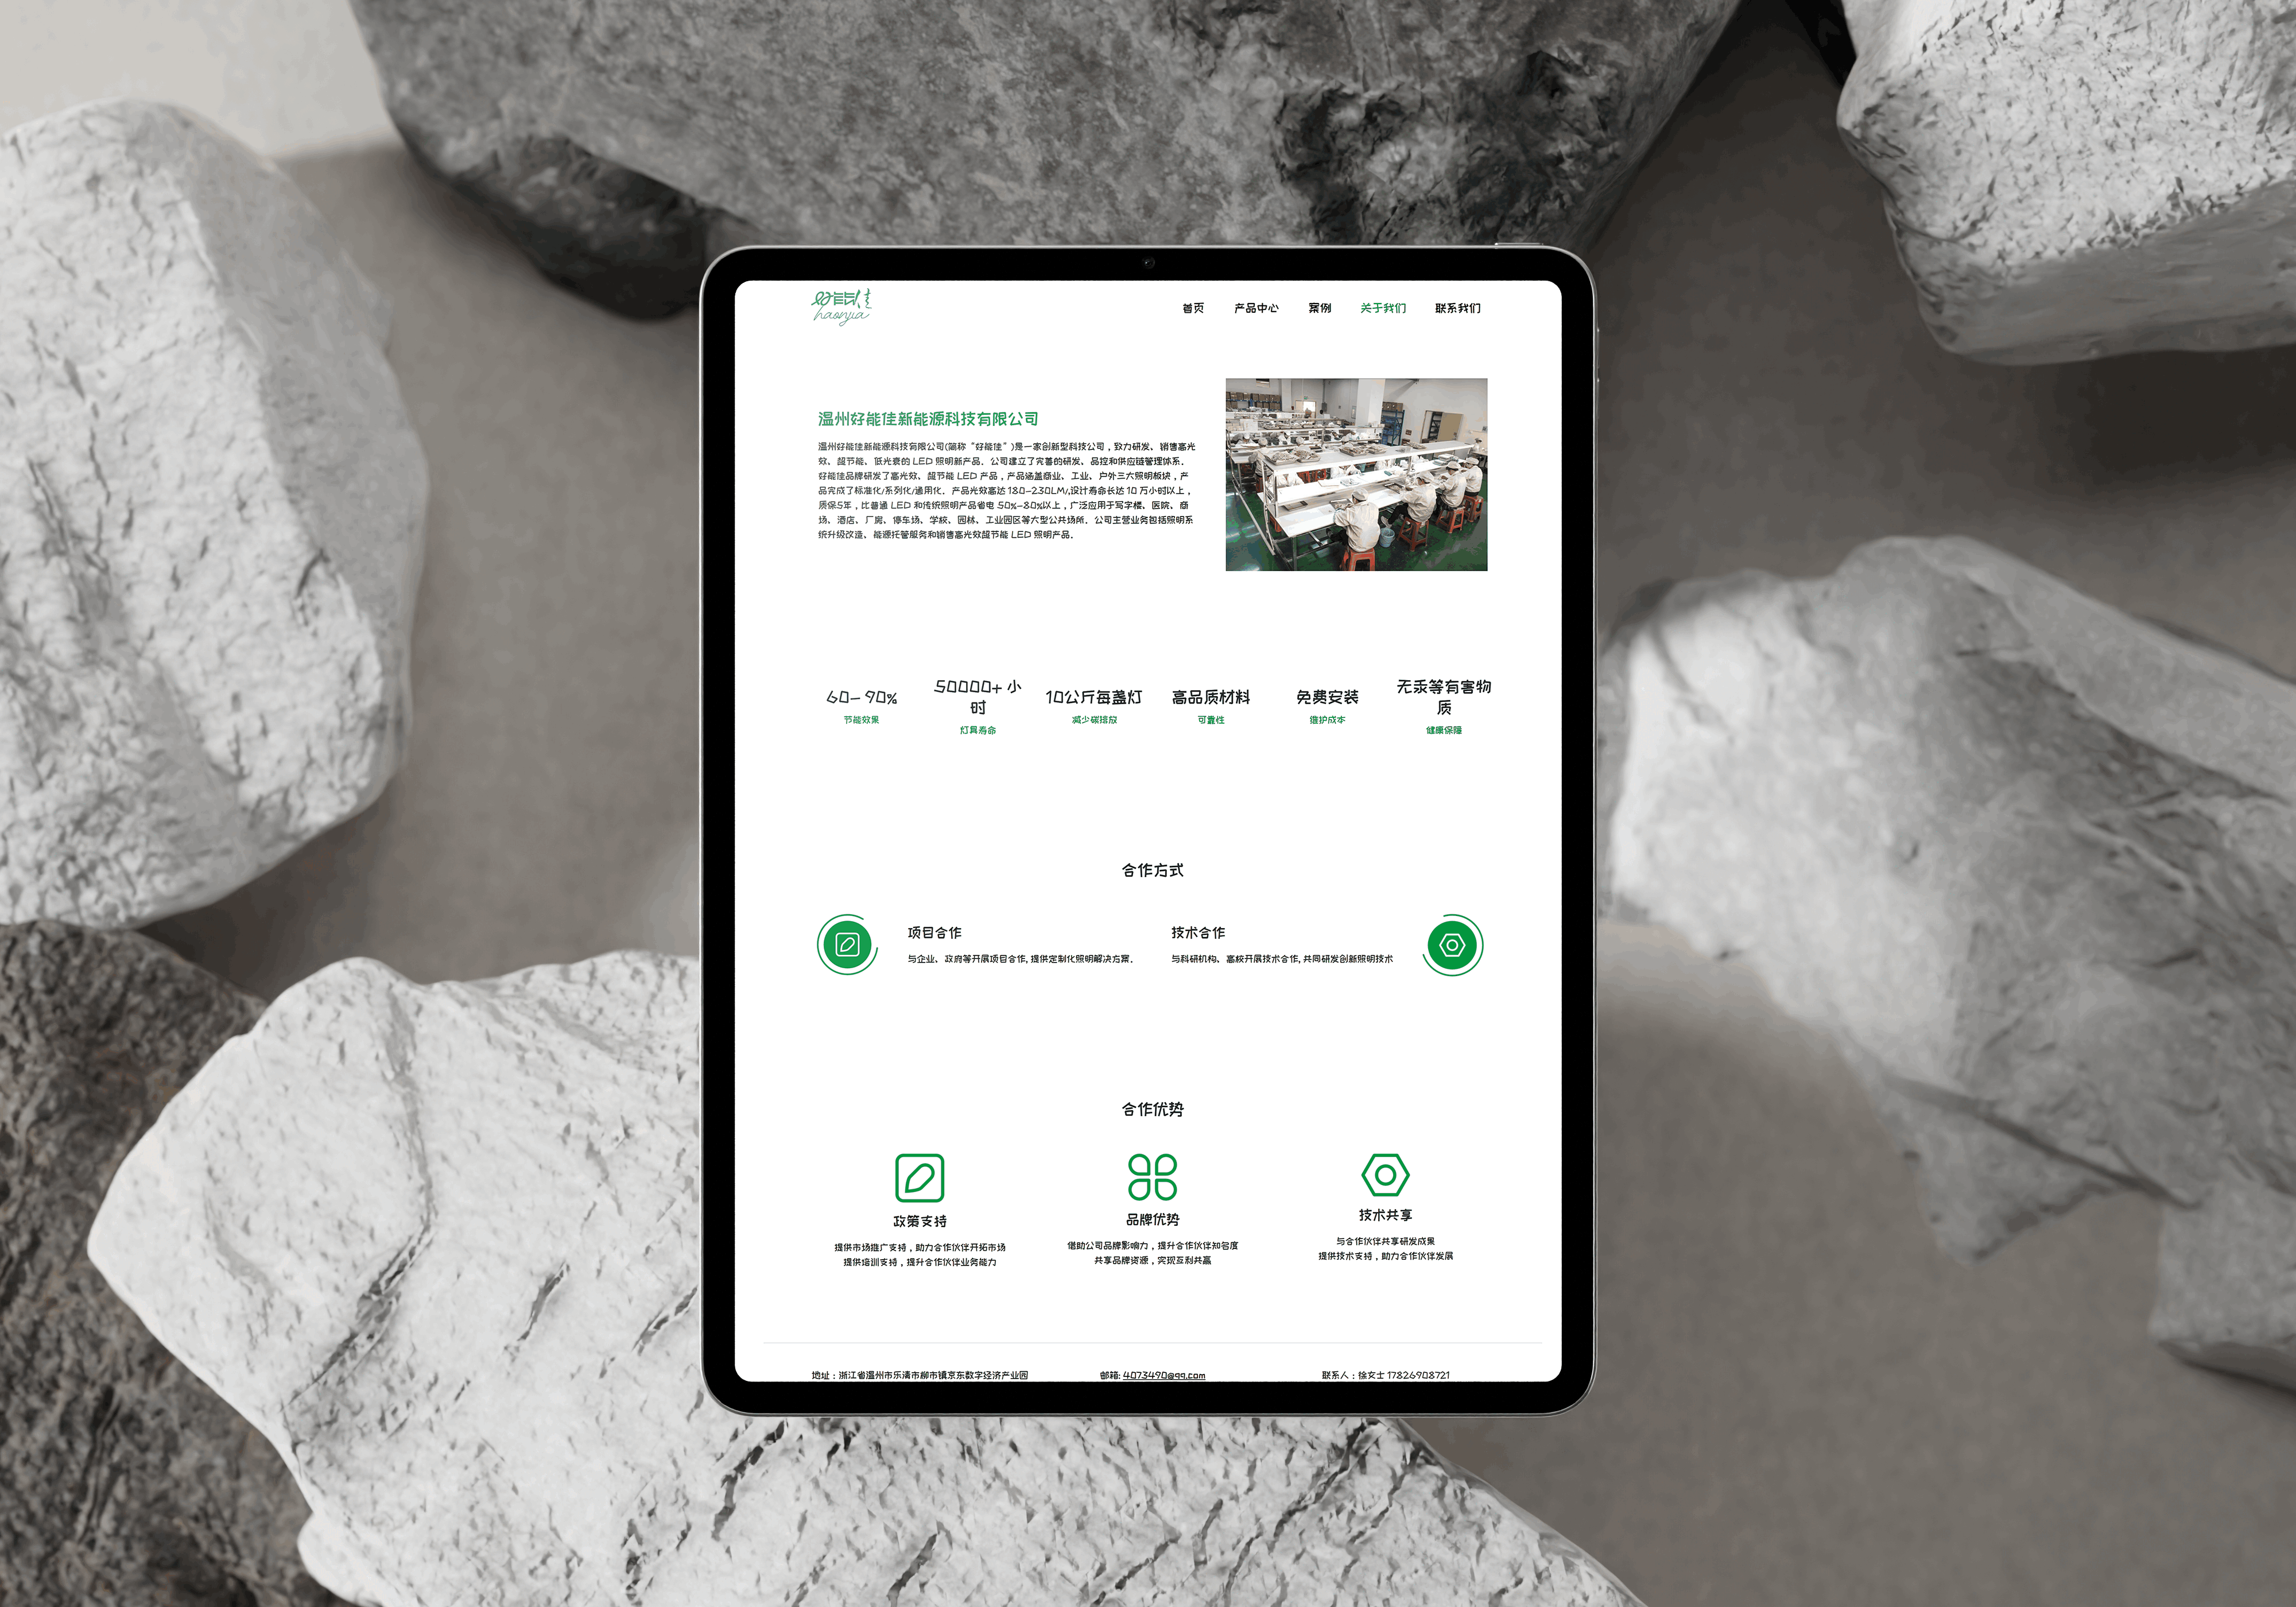 好能佳
haonjia
首页 产品中心 案例 关于我们 联系我们
温州好能佳新能源科技有限公司
温州好能佳新能源科技有限公司(简称“好能佳”)是一家创新型科技公司，致力研发、销售高光
效、超节能、低光衰的 LED 照明新产品。公司建立了完善的研发、品控和供应链管理体系。
好能佳品牌研发了高光效、超节能 LED 产品，产品涵盖商业、工业、户外三大照明板块，产
品完成了标准化/系列化/通用化。产品光效高达 180-230LM/,设计寿命长达 10 万小时以上，
质保5年，比普通 LED 和传统照明产品省电 50%-80%以上，广泛应用于写字楼、医院、商
场、酒店、厂房、停车场、学校、园林、工业园区等大型公共场所。公司主营业务包括照明系
统升级改造、能源托管服务和销售高光效超节能 LED 照明产品。
60-90%
节能效果
50000+ 小
时
灯具寿命
10公斤每盏灯
减少碳排放
高品质材料
可靠性
免费安装
维护成本
无汞等有害物
质
健康保障
合作方式
项目合作
与企业、政府等开展项目合作, 提供定制化照明解决方案。
技术合作
与科研机构、高校开展技术合作, 共同研发创新照明技术
合作优势
政策支持
提供市场推广支持，助力合作伙伴开拓市场
提供培训支持，提升合作伙伴业务能力
品牌优势
借助公司品牌影响力，提升合作伙伴知名度
共享品牌资源，实现互利共赢
技术共享
与合作伙伴共享研发成果
提供技术支持，助力合作伙伴发展
地址：浙江省温州市乐清市柳市镇京东数字经济产业园 邮箱: 4073490@qq.com 联系人：徐女士 17826908721